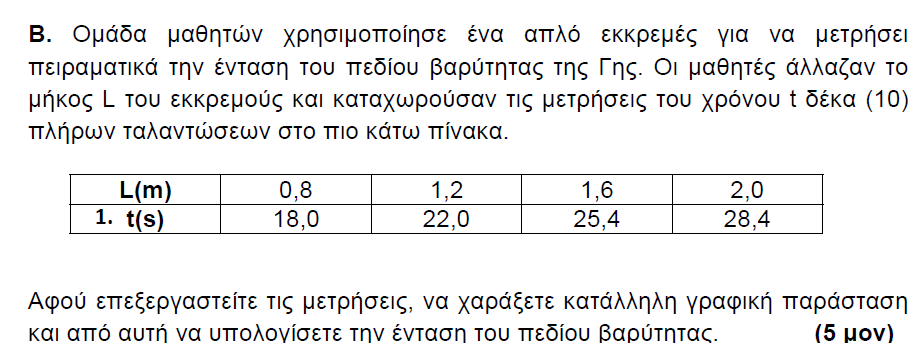 Β. Ομάδα μαθητών χρησιμοποίησε ένα απλό εκκρεμές για να μετρήσει
πειραματικά την ένταση του πεδίου βαρύτητας της Γης. Οι μαθητές άλλαζαν το
μήκος L του εκκρεμούς και καταχωρούσαν τις μετρήσεις του χρόνου t δέκα (10)
πλήρων ταλαντώσεων στο πιο κάτω πίνακα.
L(m) 0,8 1,2 1,6 2,0
1. t(s) 18,0 22,0 25,4 28,4
Αφού επεξεργαστείτε τις μετρήσεις, να χαράξετε κατάλληλη γραφική παράσταση
και από αυτή να υπολογίσετε την ένταση του πεδίου βαρύτητας. (5 μον)